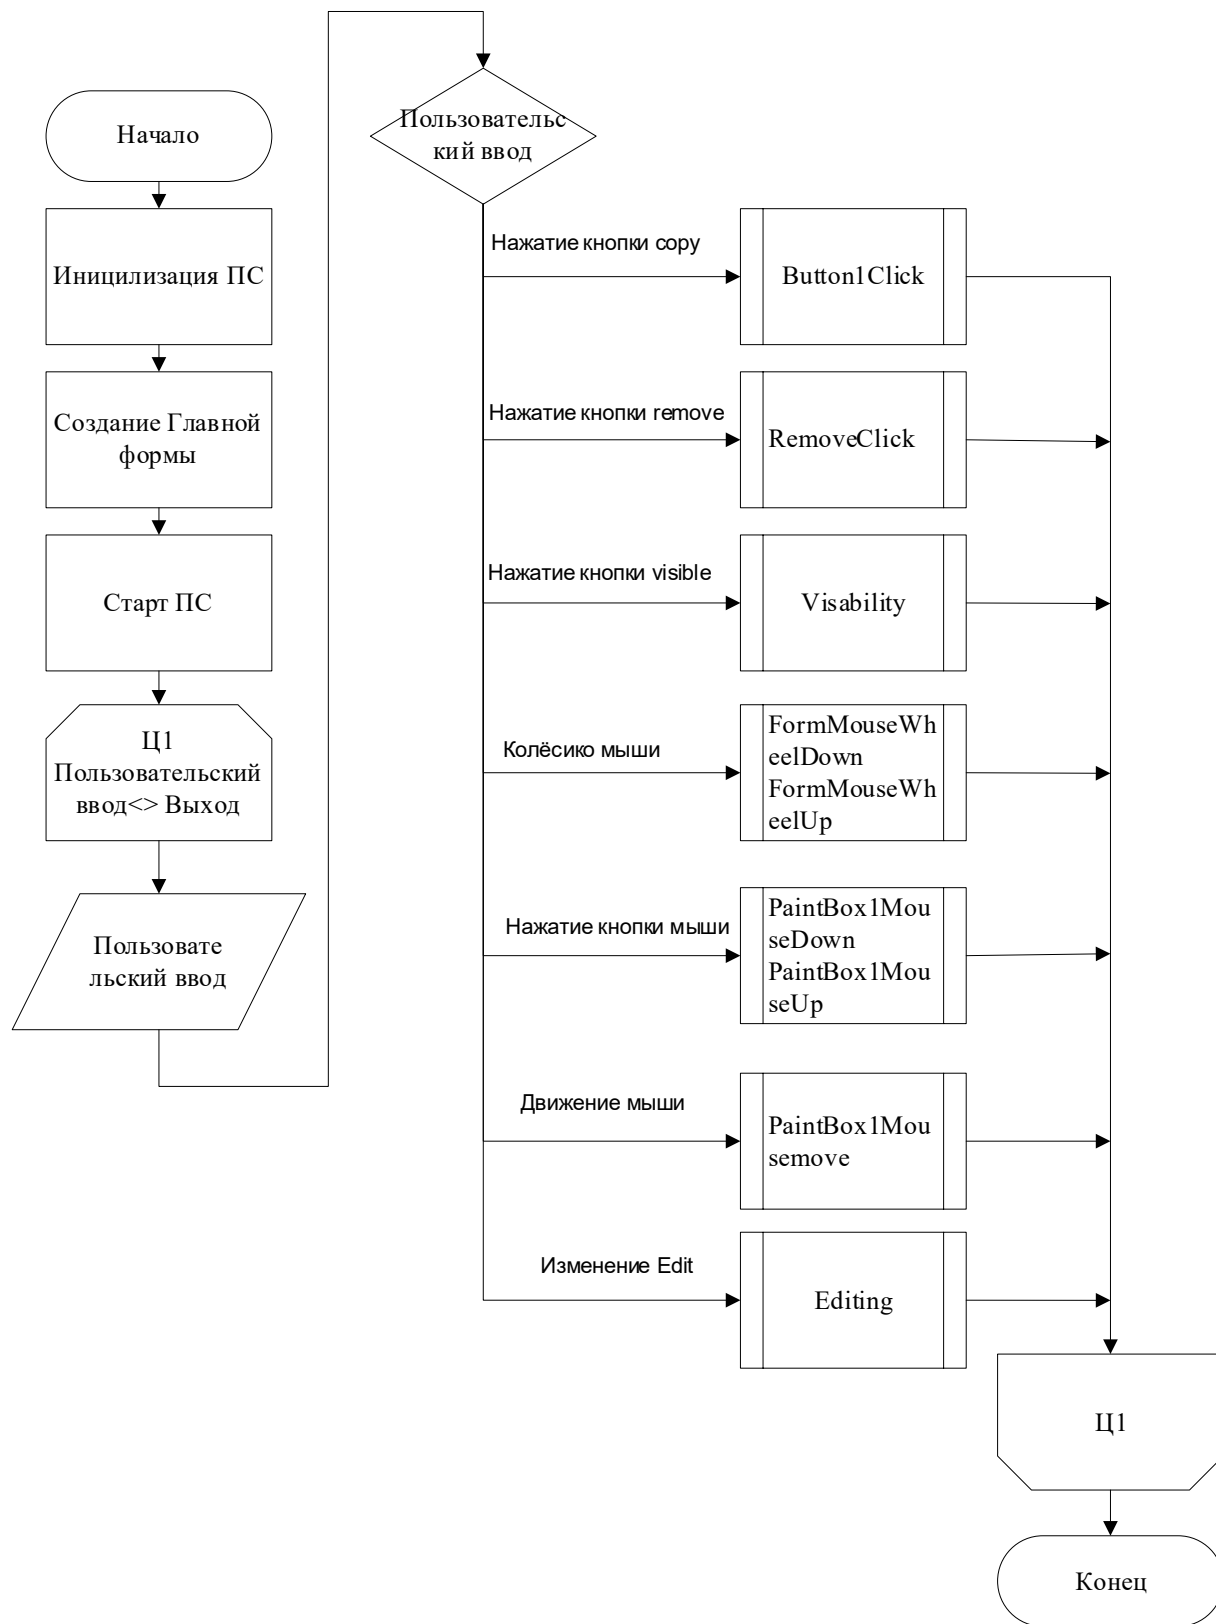 Начало
Иницилизация ПС
Создание Главной
формы
Старт ПС
Ц1
Пользовательский
ввод<> Выход
Пользовате
льский ввод
Пользовательс
кий ввод
Нажатие кнопки copy
Button1Click
Нажатие кнопки remove
RemoveClick
Нажатие кнопки visible
Visability
Колёсико мыши
FormMouseWh
eelDown
FormMouseWh
eelUp
Нажатие кнопки мыши
PaintBox1Mou
seDown
PaintBox1Mou
seUp
Движение мыши
PaintBox1Mou
semove
Изменение Edit
Editing
Ц1
Конец